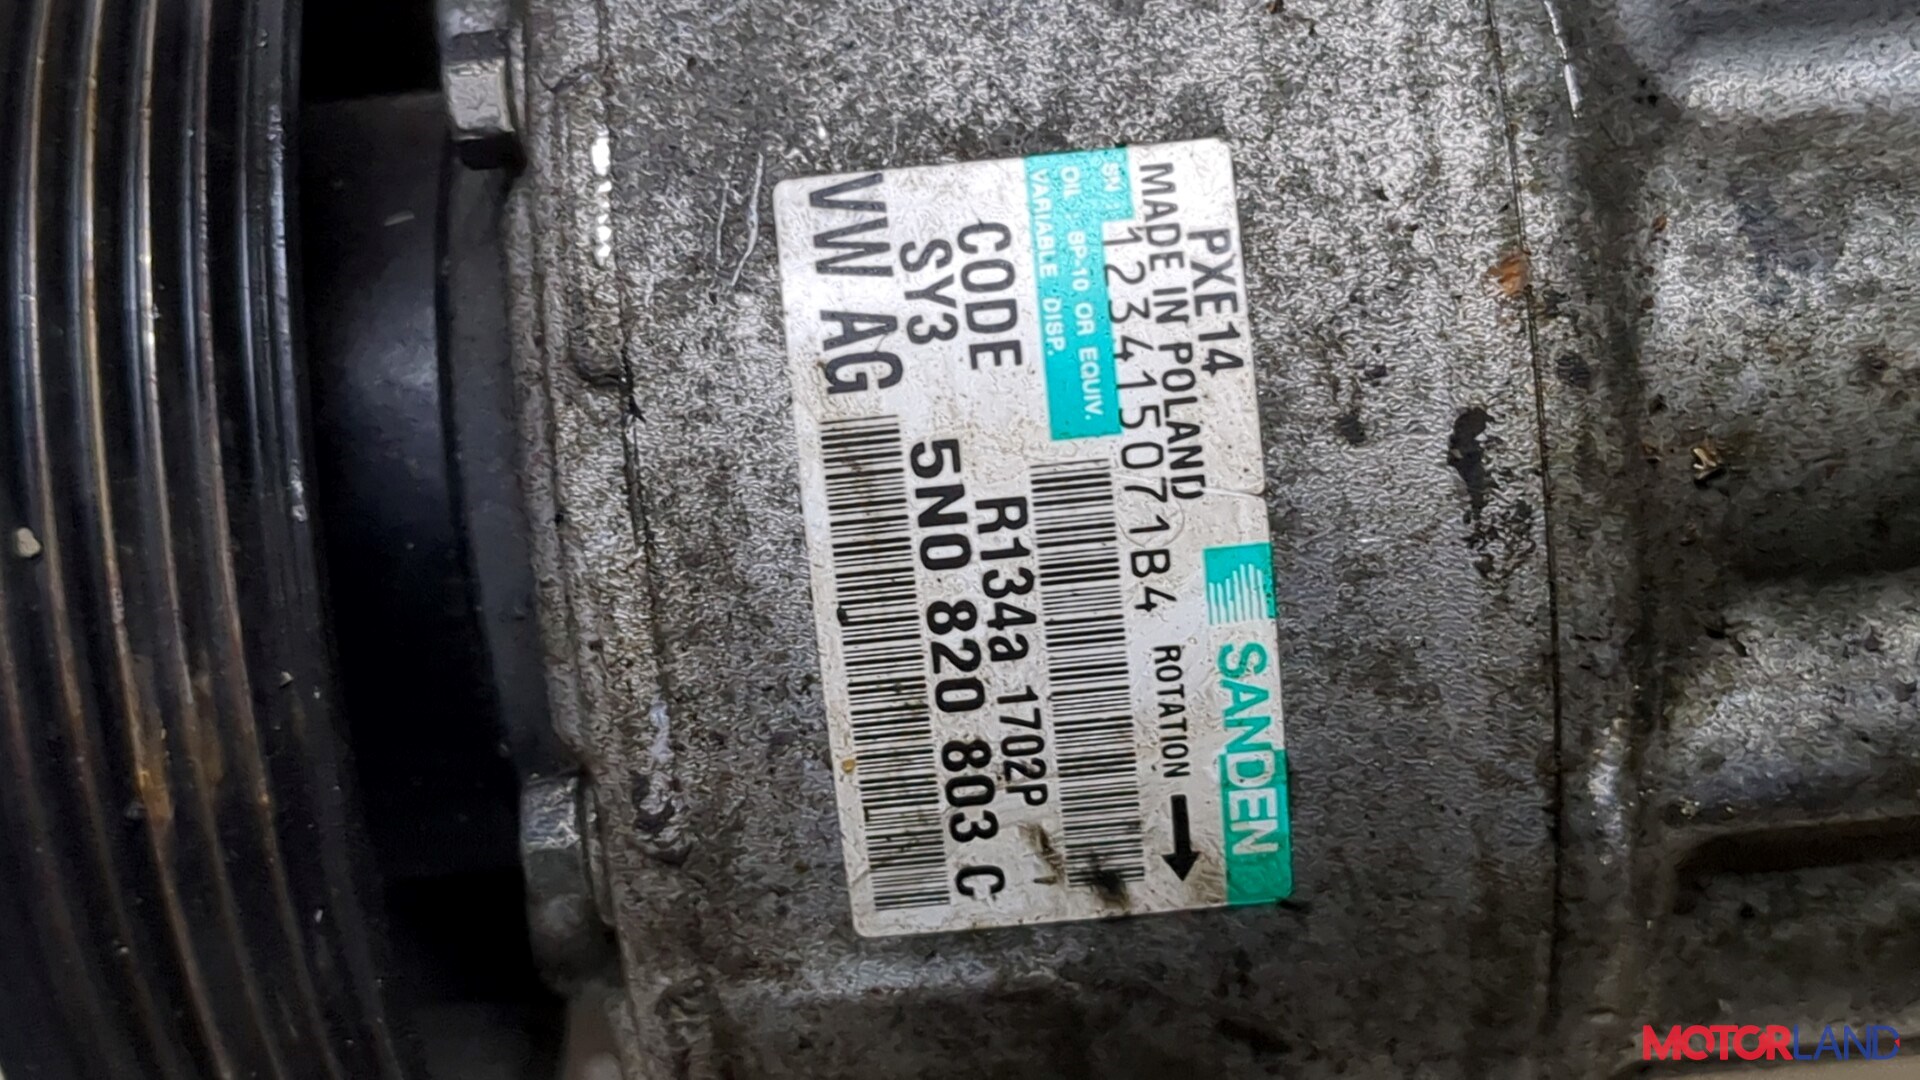 PXE14
SANDEN
MADE IN POLAND
ROTATION
SN 123415071B4
OIL : SP-10 OR EQUIV.
VARIABLE DISP.
CODE
R134a 1702P
SY3
5N0 820 803 C
VW AG
MOTORLAND